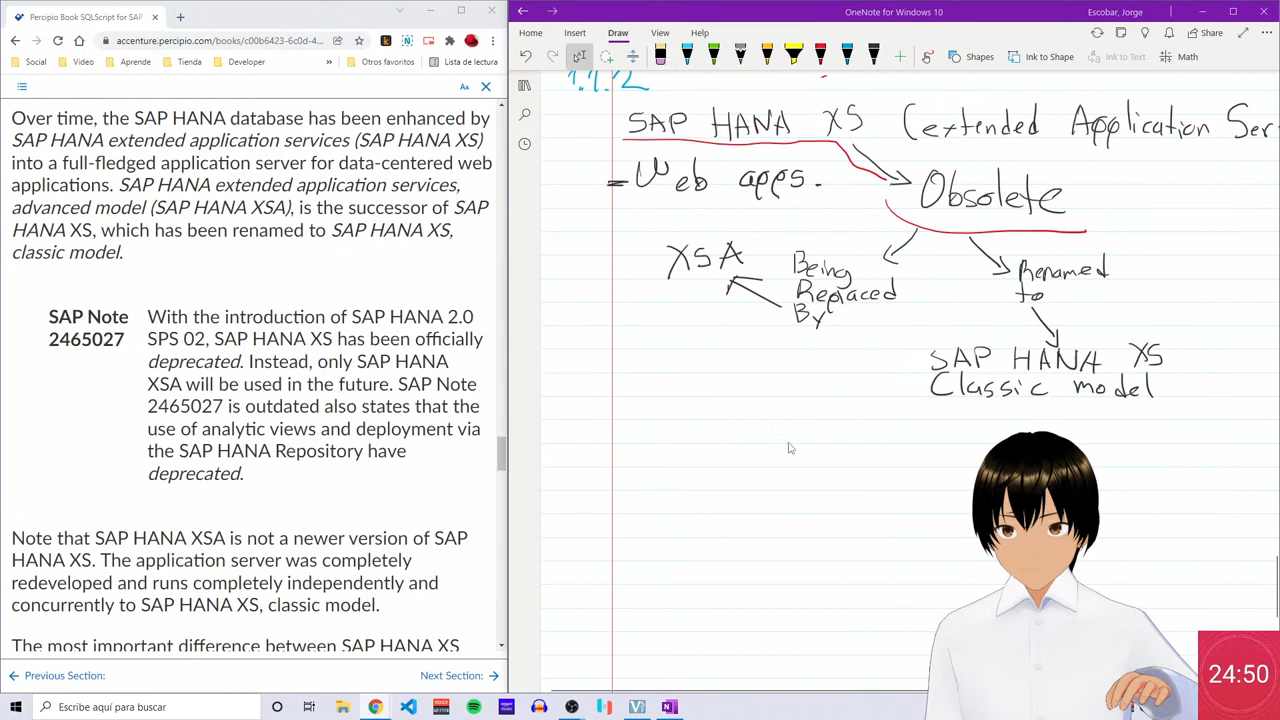 Percipio Book SQLScript for SAP
accenture.percipio.com/books/c00b6423-6c0d-4...
Social
Video
Aprende
Tienda
Developer
Otros favoritos
Lista de lectura
Over time, the SAP HANA database has been enhanced by
SAP HANA extended application services (SAP HANA XS)
into a full-fledged application server for data-centered web
applications. SAP HANA extended application services,
advanced model (SAP HANA XSA), is the successor of SAP
HANA XS, which has been renamed to SAP HANA XS,
classic model.
SAP Note
2465027
With the introduction of SAP HANA 2.0
SPS 02, SAP HANA XS has been officially
deprecated. Instead, only SAP HANA
XSA will be used in the future. SAP Note
2465027 is outdated also states that the
use of analytic views and deployment via
the SAP HANA Repository have
deprecated.
Note that SAP HANA XSA is not a newer version of SAP
HANA XS. The application server was completely
redeveloped and runs completely independently and
concurrently to SAP HANA XS, classic model.
The most important difference between SAP HANA XS
Previous Section:
Next Section:
OneNote for Windows 10
Escobar, Jorge
Home
Insert
Draw
View
Help
Share
Shapes
Ink to Shape
Ink to Text
Math
1.1.2
SAP HANA XS (extended Application Ser
Web apps.
Obsolete
XSA
Being
Replaced
By
Renamed
to
SAP HANA XS
Classic model
24:50
Escribe aquí para buscar